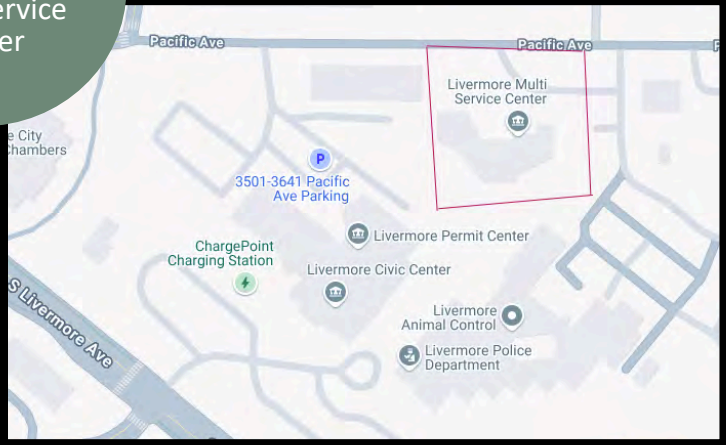 ervice
er
Pacific Ave
Pacific Ave
Livermore Multi
Service Center
e City
Chambers
P
3501-3641 Pacific
Ave Parking
Livermore Permit Center
ChargePoint
Charging Station
Livermore Civic Center
S Livermore Ave
Livermore
Animal Control
Livermore Police
Department